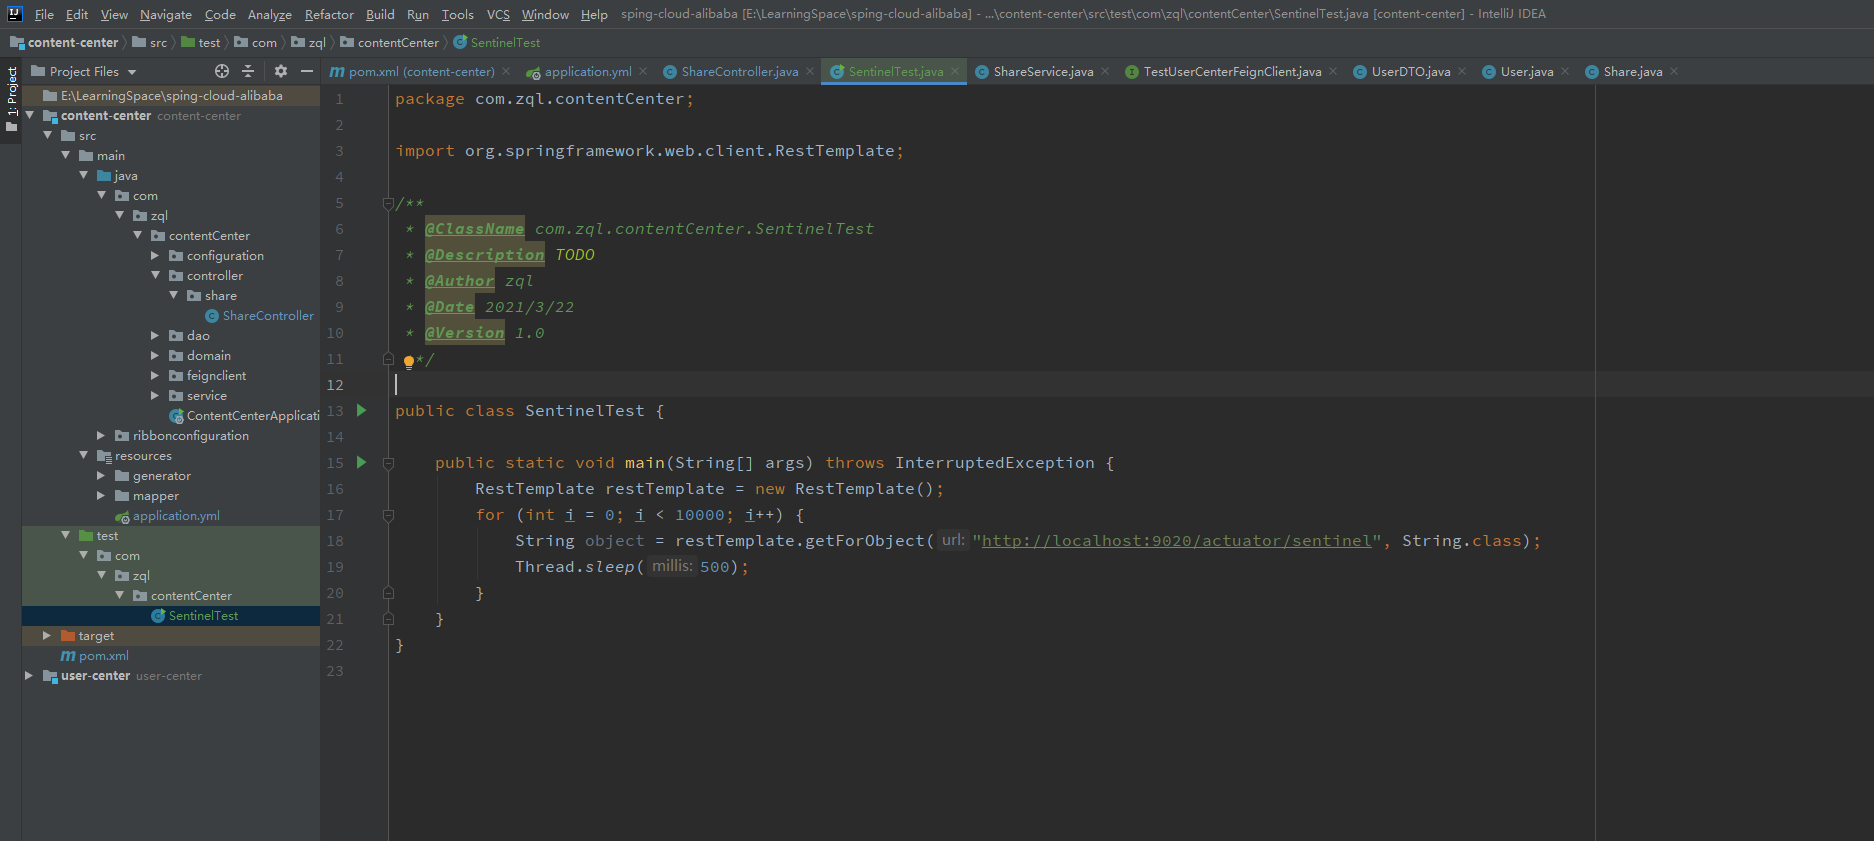 IJ File Edit View Navigate Code Analyze Refactor Build Run Tools VCS Window Help sping-cloud-alibaba [E:\LearningSpace\sping-cloud-alibaba] - ...\content-center\src\test\com\zql\contentCenter\SentinelTest.java [content-center] - IntelliJ IDEA
content-center src test com zql contentCenter SentinelTest
1: Project
Project Files
E:\LearningSpace\sping-cloud-alibaba
content-center content-center
src
main
java
com
zql
contentCenter
configuration
controller
share
ShareController
dao
domain
feignclient
service
ContentCenterApplicati
ribbonconfiguration
resources
generator
mapper
application.yml
test
com
zql
contentCenter
SentinelTest
target
pom.xml
user-center user-center
pom.xml (content-center) application.yml ShareController.java SentinelTest.java ShareService.java TestUserCenterFeignClient.java UserDTO.java User.java Share.java
1 package com.zql.contentCenter;
2
3 import org.springframework.web.client.RestTemplate;
4
5 /**
6 * @ClassName com.zql.contentCenter.SentinelTest
7 * @Description TODO
8 * @Author zql
9 * @Date 2021/3/22
10 * @Version 1.0
11 */
12
13 public class SentinelTest {
14
15 public static void main(String[] args) throws InterruptedException {
16 RestTemplate restTemplate = new RestTemplate();
17 for (int i = 0; i < 10000; i++) {
18 String object = restTemplate.getForObject( url: "http://localhost:9020/actuator/sentinel", String.class);
19 Thread.sleep( millis: 500);
20 }
21 }
22 }
23